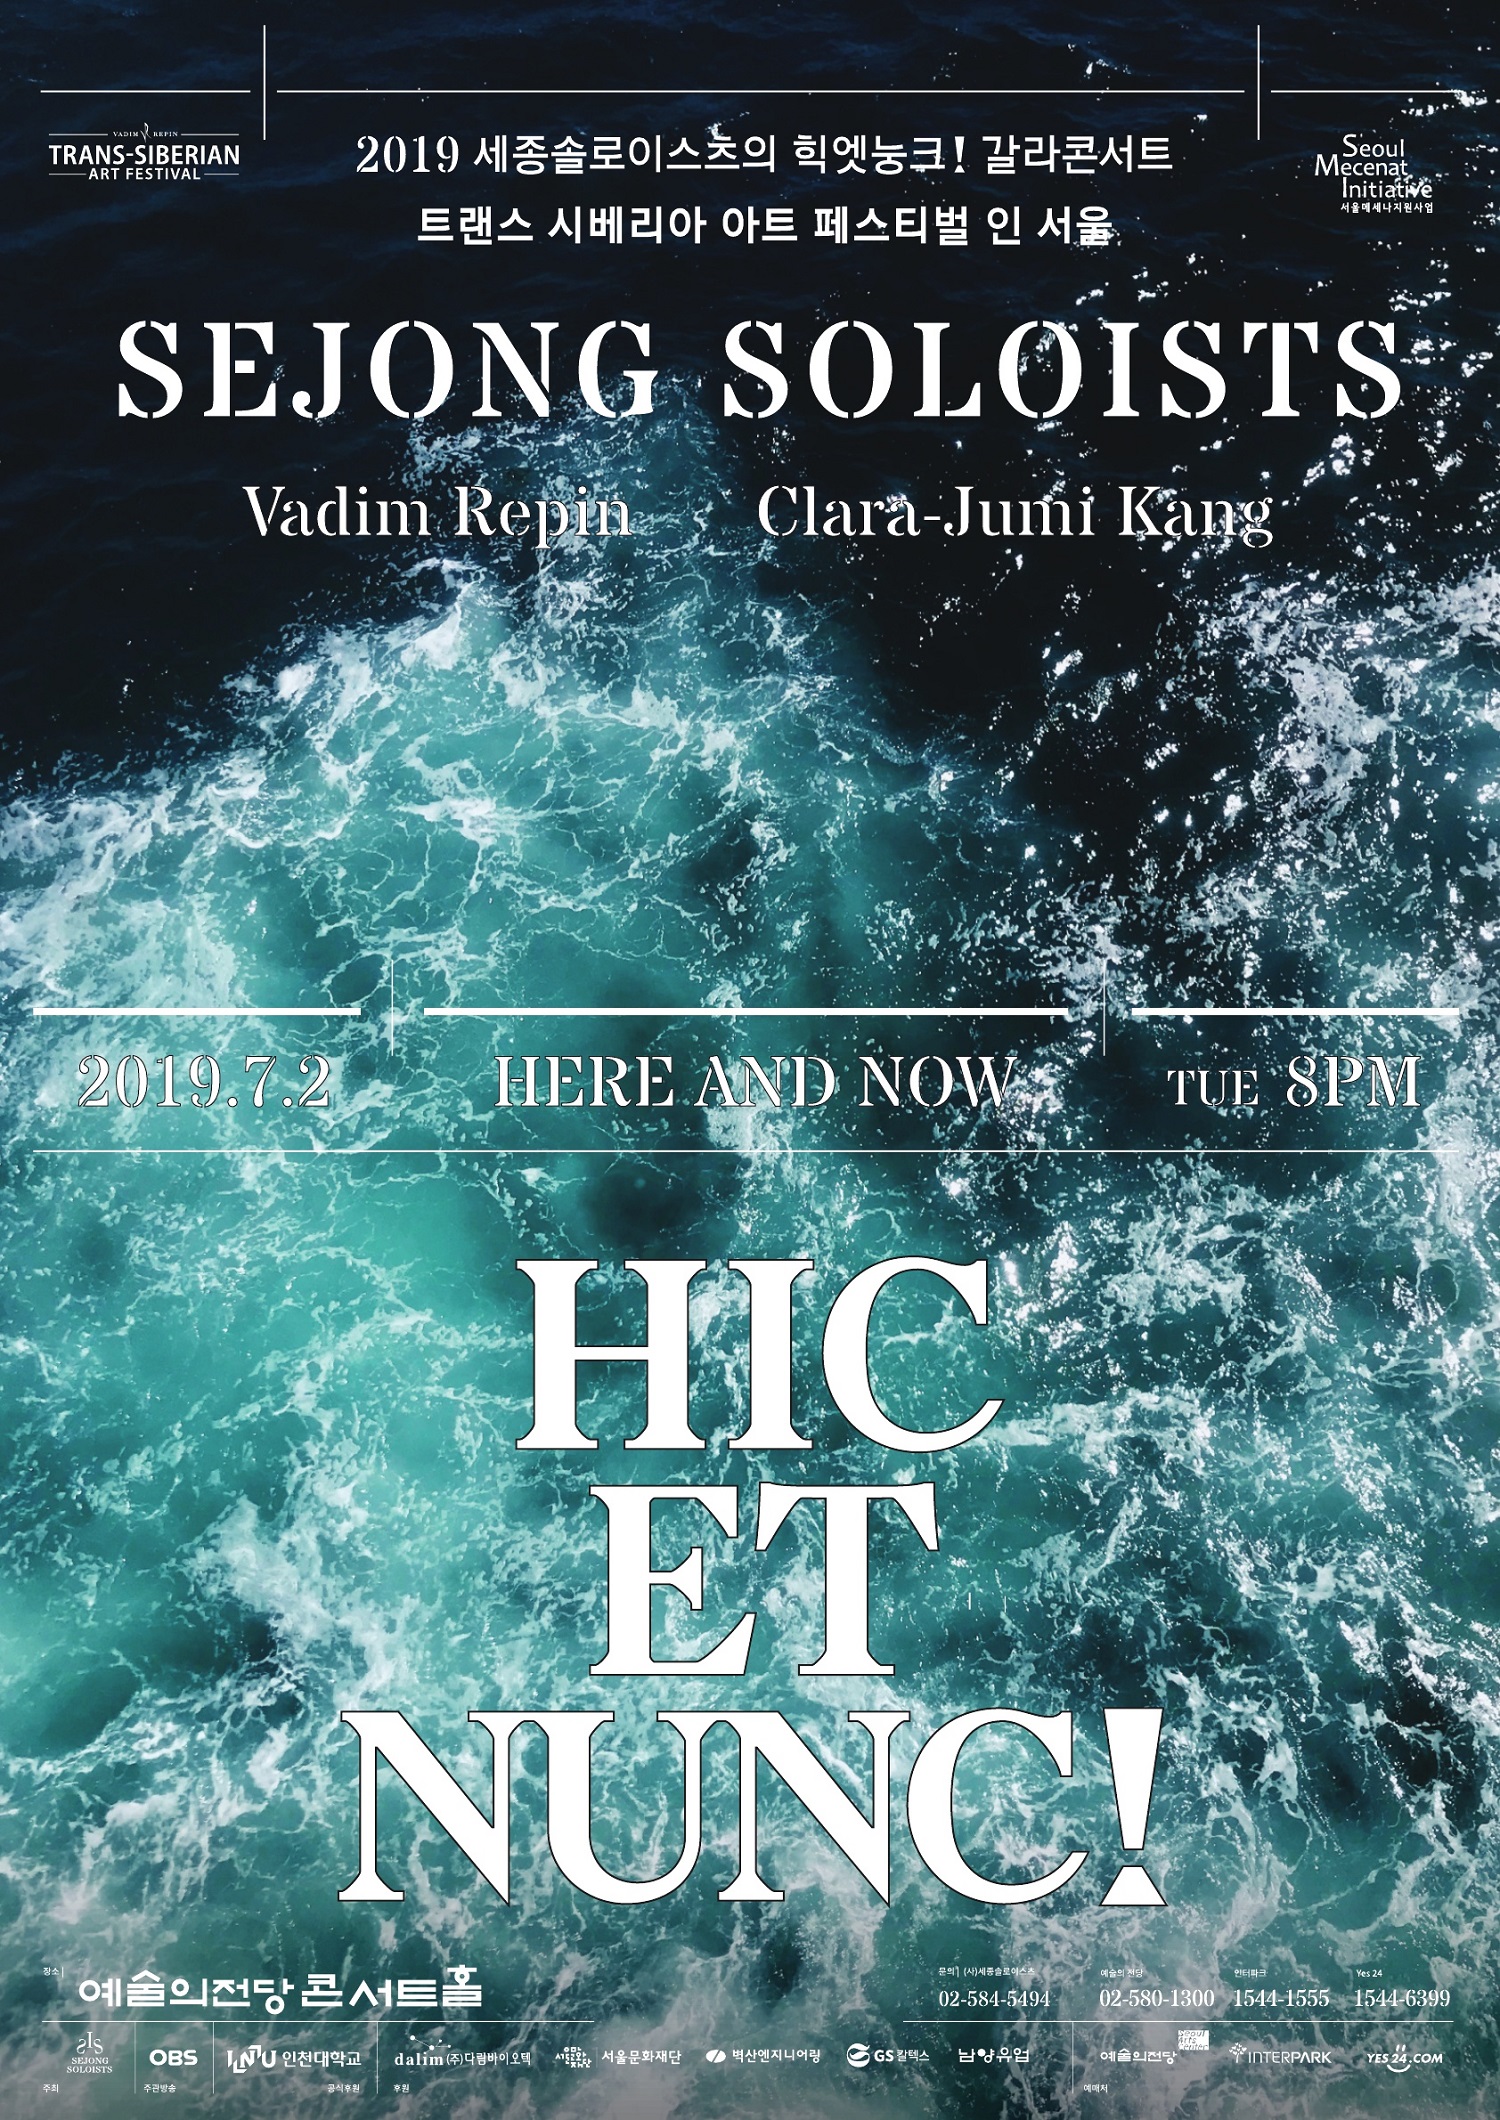 VADIM REPIN
TRANS-SIBERIAN
ART FESTIVAL
2019 세종솔로이스츠의 힉엣눙크! 갈라콘서트
트랜스 시베리아 아트 페스티벌 인 서울
Seoul
Mecenat
Initiative
서울메세나지원사업
SEJONG SOLOISTS
Vadim Repin Clara-Jumi Kang
2019.7.2 HERE AND NOW TUE 8PM
HIC
ET
NUNC!
장소| 예술의전당 콘서트홀
문의| (사)세종솔로이스츠 예술의 전당 인터파크 Yes 24
02-584-5494 02-580-1300 1544-1555 1544-6399
SEJONG
SOLOISTS
OBS
INU 인천대학교
dalim (주)다림바이오텍
서울문화재단
벽산엔지니어링
GS칼텍스
남양유업
예술의전당
INTERPARK
YES24.COM
주최 주관방송 공식후원 후원 예매처